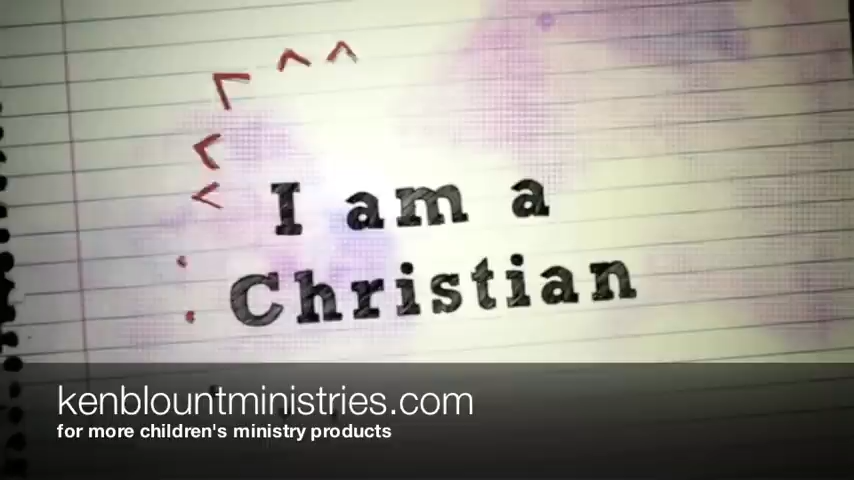 I am a
Christian
kenblountministries.com
for more children's ministry products